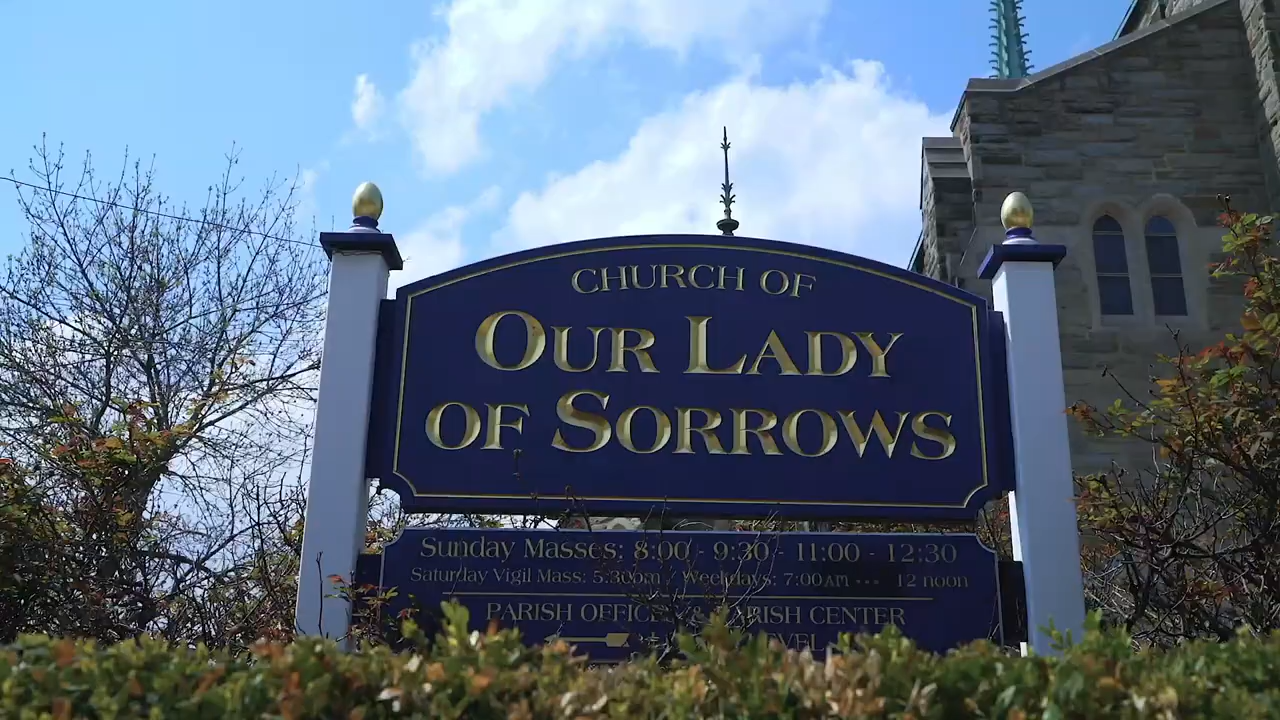 CHURCH OF
OUR LADY
OF SORROWS
Sunday Masses: 8:00 - 9:30 - 11:00 - 12:30
Saturday Vigil Mass: 5:30pm / Weekdays: 7:00AM ••• 12 noon
PARISH OFFICE & PARISH CENTER